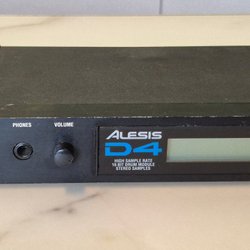 PHONES
VOLUME
ALESIS
D4
HIGH SAMPLE RATE
16-BIT DRUM MODULE
STEREO SAMPLES